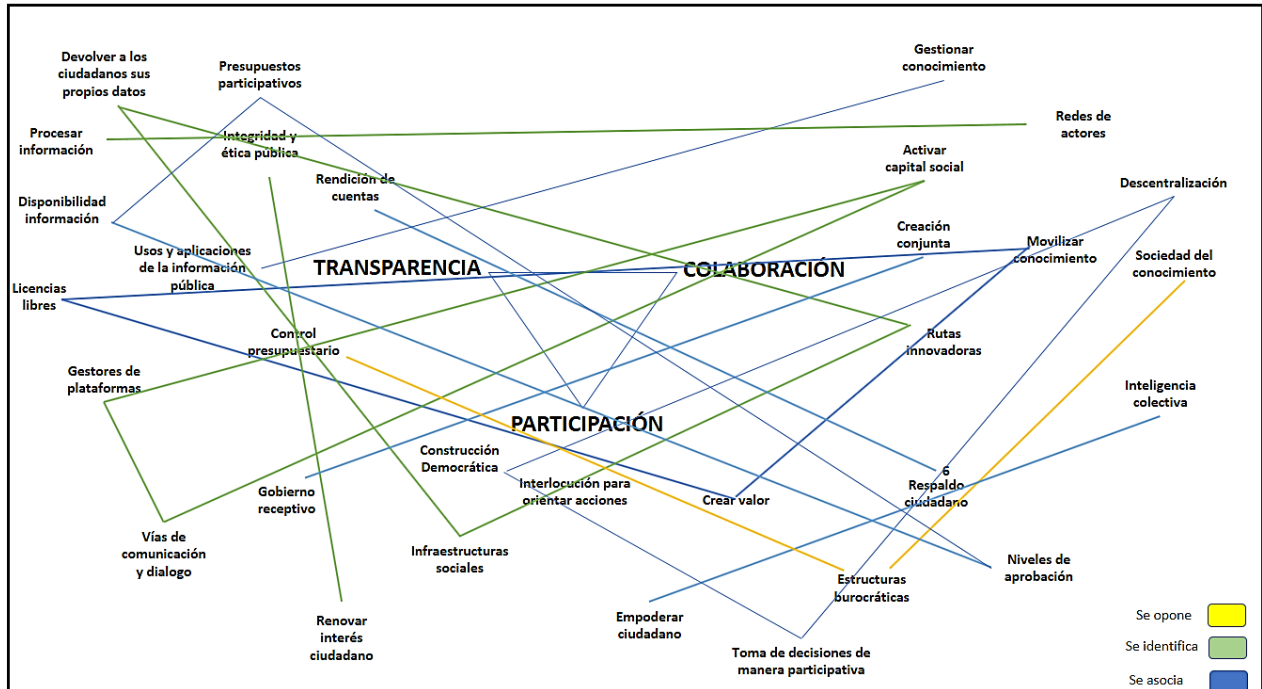 Devolver a los
ciudadanos sus
propios datos
Presupuestos
participativos
Gestionar
conocimiento
Procesar
información
Integridad y
ética pública
Redes de
actores
Activar
capital social
Rendición de
cuentas
Descentralización
Disponibilidad
información
Creación
conjunta
Movilizar
conocimiento
Sociedad del
conocimiento
Usos y aplicaciones
de la información
pública
TRANSPARENCIA
COLABORACIÓN
Licencias
libres
Control
presupuestario
Rutas
innovadoras
Gestores de
plataformas
Inteligencia
colectiva
PARTICIPACIÓN
Construcción
Democrática
Interlocución para
orientar acciones
Crear valor
6
Respaldo
ciudadano
Gobierno
receptivo
Vías de
comunicación
y dialogo
Infraestructuras
sociales
Niveles de
aprobación
Estructuras
burocráticas
Renovar
interés
ciudadano
Empoderar
ciudadano
Toma de decisiones de
manera participativa
Se opone
Se identifica
Se asocia